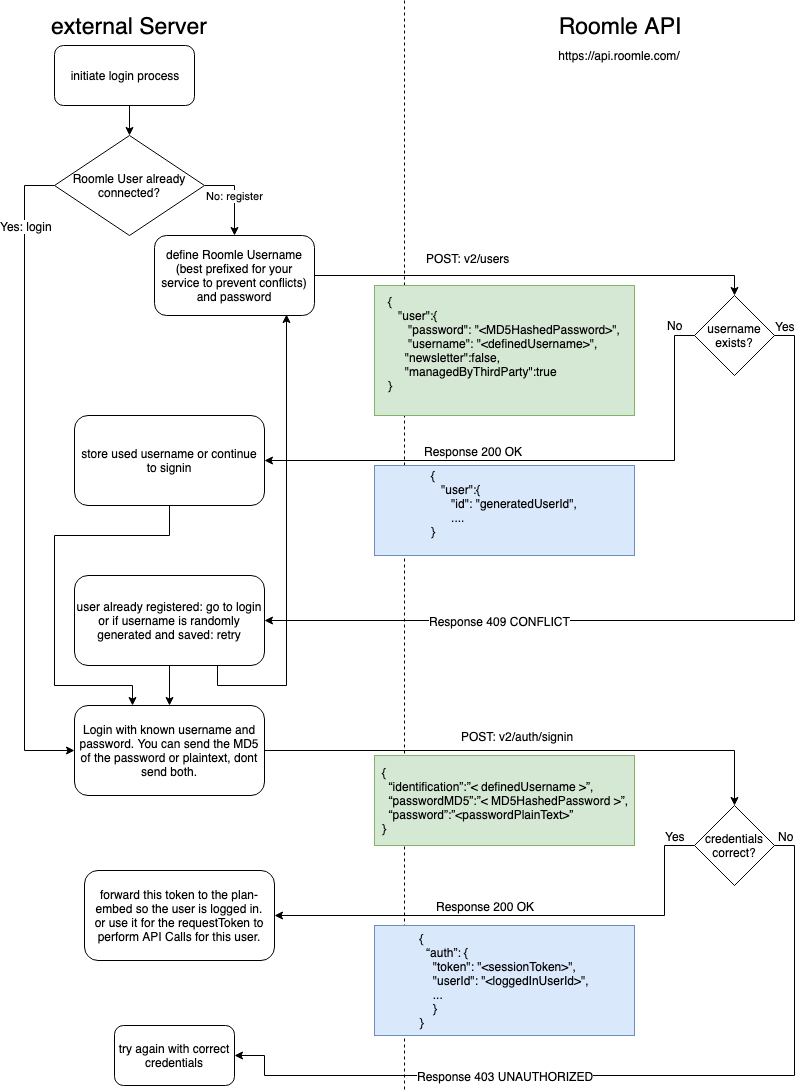 external Server
Roomle API
https://api.roomle.com/
initiate login process
Roomle User already
connected?
No: register
Yes: login
define Roomle Username
(best prefixed for your
service to prevent conflicts)
and password
POST: v2/users
{
"user":{
"password": "<MD5HashedPassword>",
"username": "<definedUsername>",
"newsletter":false,
"managedByThirdParty":true
}
No
username
exists?
Yes
store used username or continue
to signin
Response 200 OK
{
"user":{
"id": "generatedUserId",
....
}
user already registered: go to login
or if username is randomly
generated and saved: retry
Response 409 CONFLICT
Login with known username and
password. You can send the MD5
of the password or plaintext, dont
send both.
POST: v2/auth/signin
{
“identification”:”< definedUsername >”,
“passwordMD5”:”< MD5HashedPassword >”,
“password”:”<passwordPlainText>”
}
Yes
credentials
correct?
No
forward this token to the plan-
embed so the user is logged in.
or use it for the requestToken to
perform API Calls for this user.
Response 200 OK
{
“auth”: {
"token": "<sessionToken>",
"userId": "<loggedInUserId>",
...
}
}
try again with correct
credentials
Response 403 UNAUTHORIZED